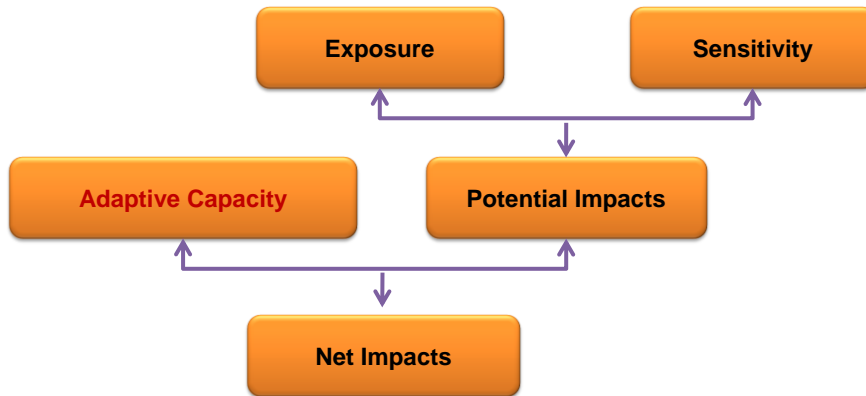 Exposure
Sensitivity
Adaptive Capacity
Potential Impacts
Net Impacts